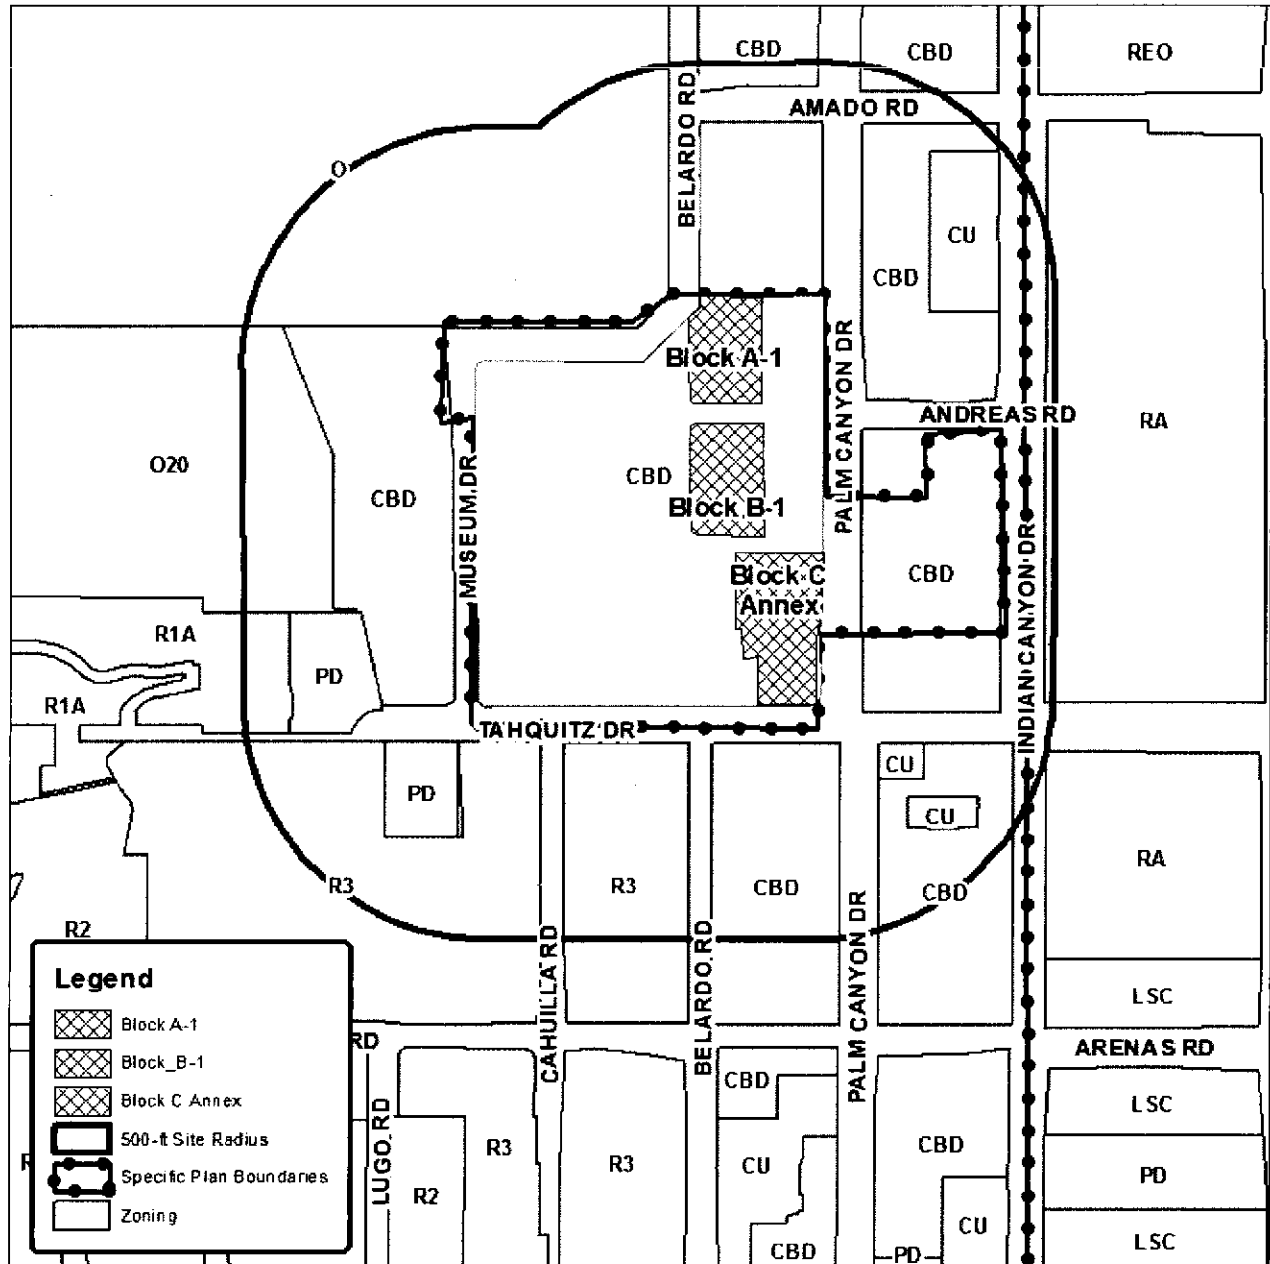 CBD
CBD
REO
AMADO RD
BELARDO RD
O
CU
CBD
Block A-1
PALM CANYON DR
ANDREAS RD
RA
O20
CBD
MUSEUM DR
CBD
Block B-1
INDIAN CANYON DR
CBD
Block C
Annex
R1A
PD
R1A
TAHQUITZ DR
CU
PD
CU
RA
R3
R3
CBD
CBD
R2
CAHUILLA RD
BELARDO RD
PALM CANYON DR
LSC
RD
ARENAS RD
CBD
LSC
LUGO RD
R3
R3
CU
CBD
PD
R2
CU
CBD
PD
LSC
Legend
Block A-1
Block_B-1
Block C Annex
500-ft Site Radius
Specific Plan Boundaries
Zoning